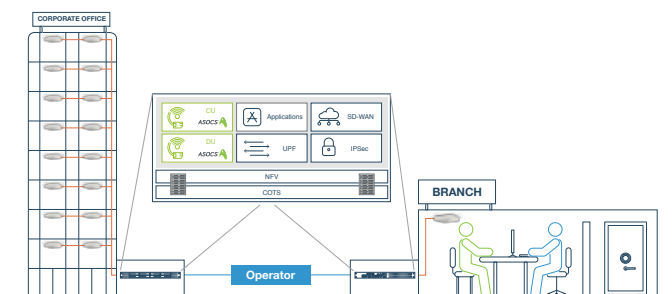 CORPORATE OFFICE
CU
ASOCS
Applications
SD-WAN
DU
ASOCS
UPF
IPSec
NFV
COTS
BRANCH
Operator